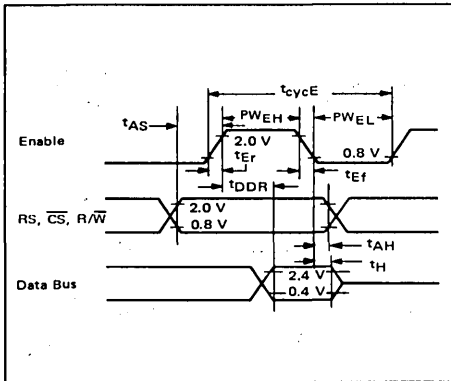 tcycE
tAS
PWEH
PWEL
Enable
2.0 V
0.8 V
tEr
tEf
tDDR
RS, C̅S̅, R/W̅
2.0 V
0.8 V
tAH
tH
Data Bus
2.4 V
0.4 V